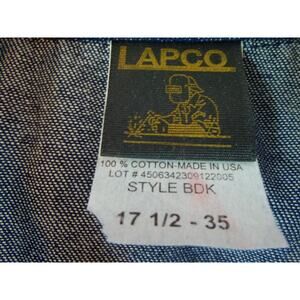 LAPCO
100 % COTTON-MADE IN USA
LOT # 4506342309122005
STYLE BDK
17 1/2 - 35